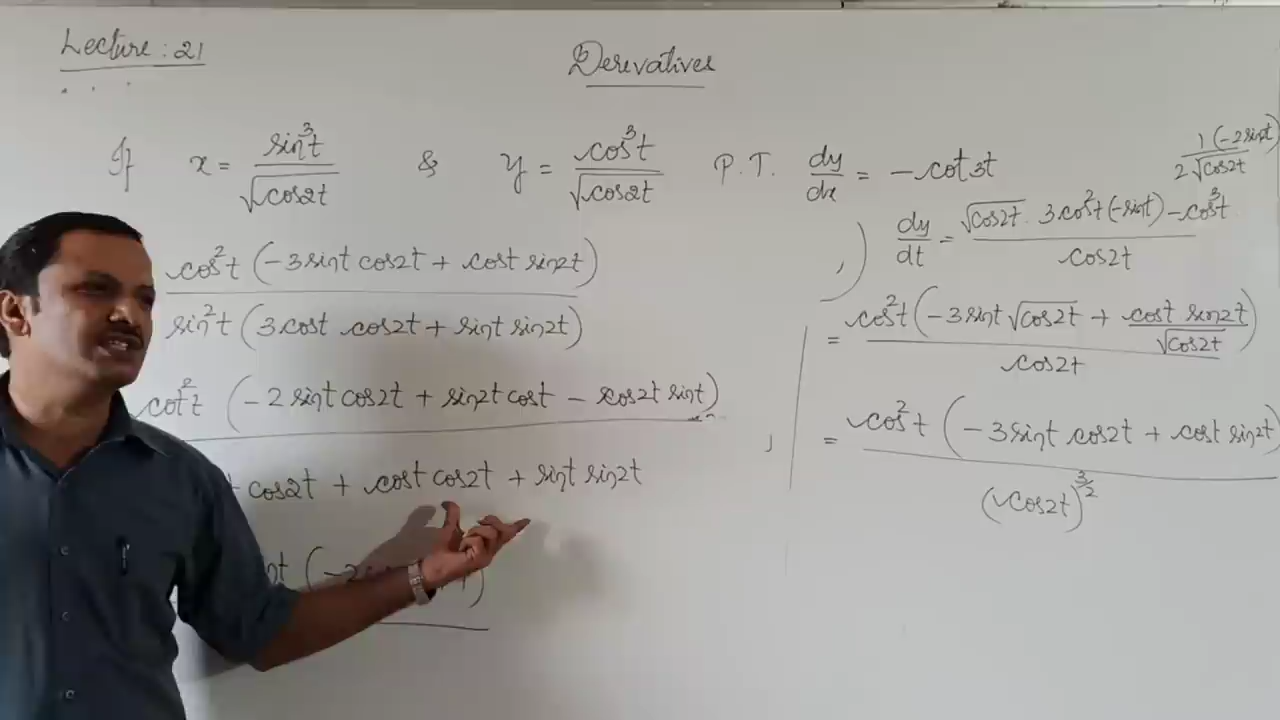 Lecture : 21
Derevatives
If x = sin³t / √cos2t & y = cos³t / √cos2t P.T. dy/dx = -cot3t
1(-2sin2t) / 2√cos2t
dy/dt = √cos2t · 3cos²t(-sint) - cos³t / cos2t
cos²t (-3sint cos2t + cost sin2t) / sin²t (3cost cos2t + sint sin2t)
= cos²t (-3sint √cos2t + cost sin2t / √cos2t) / cos2t
cot²t (-2sint cos2t + sin2t cost - cos2t sint)
cos2t + cost cos2t + sint sin2t
= cos²t (-3sint cos2t + cost sin2t) / (cos2t)^3/2